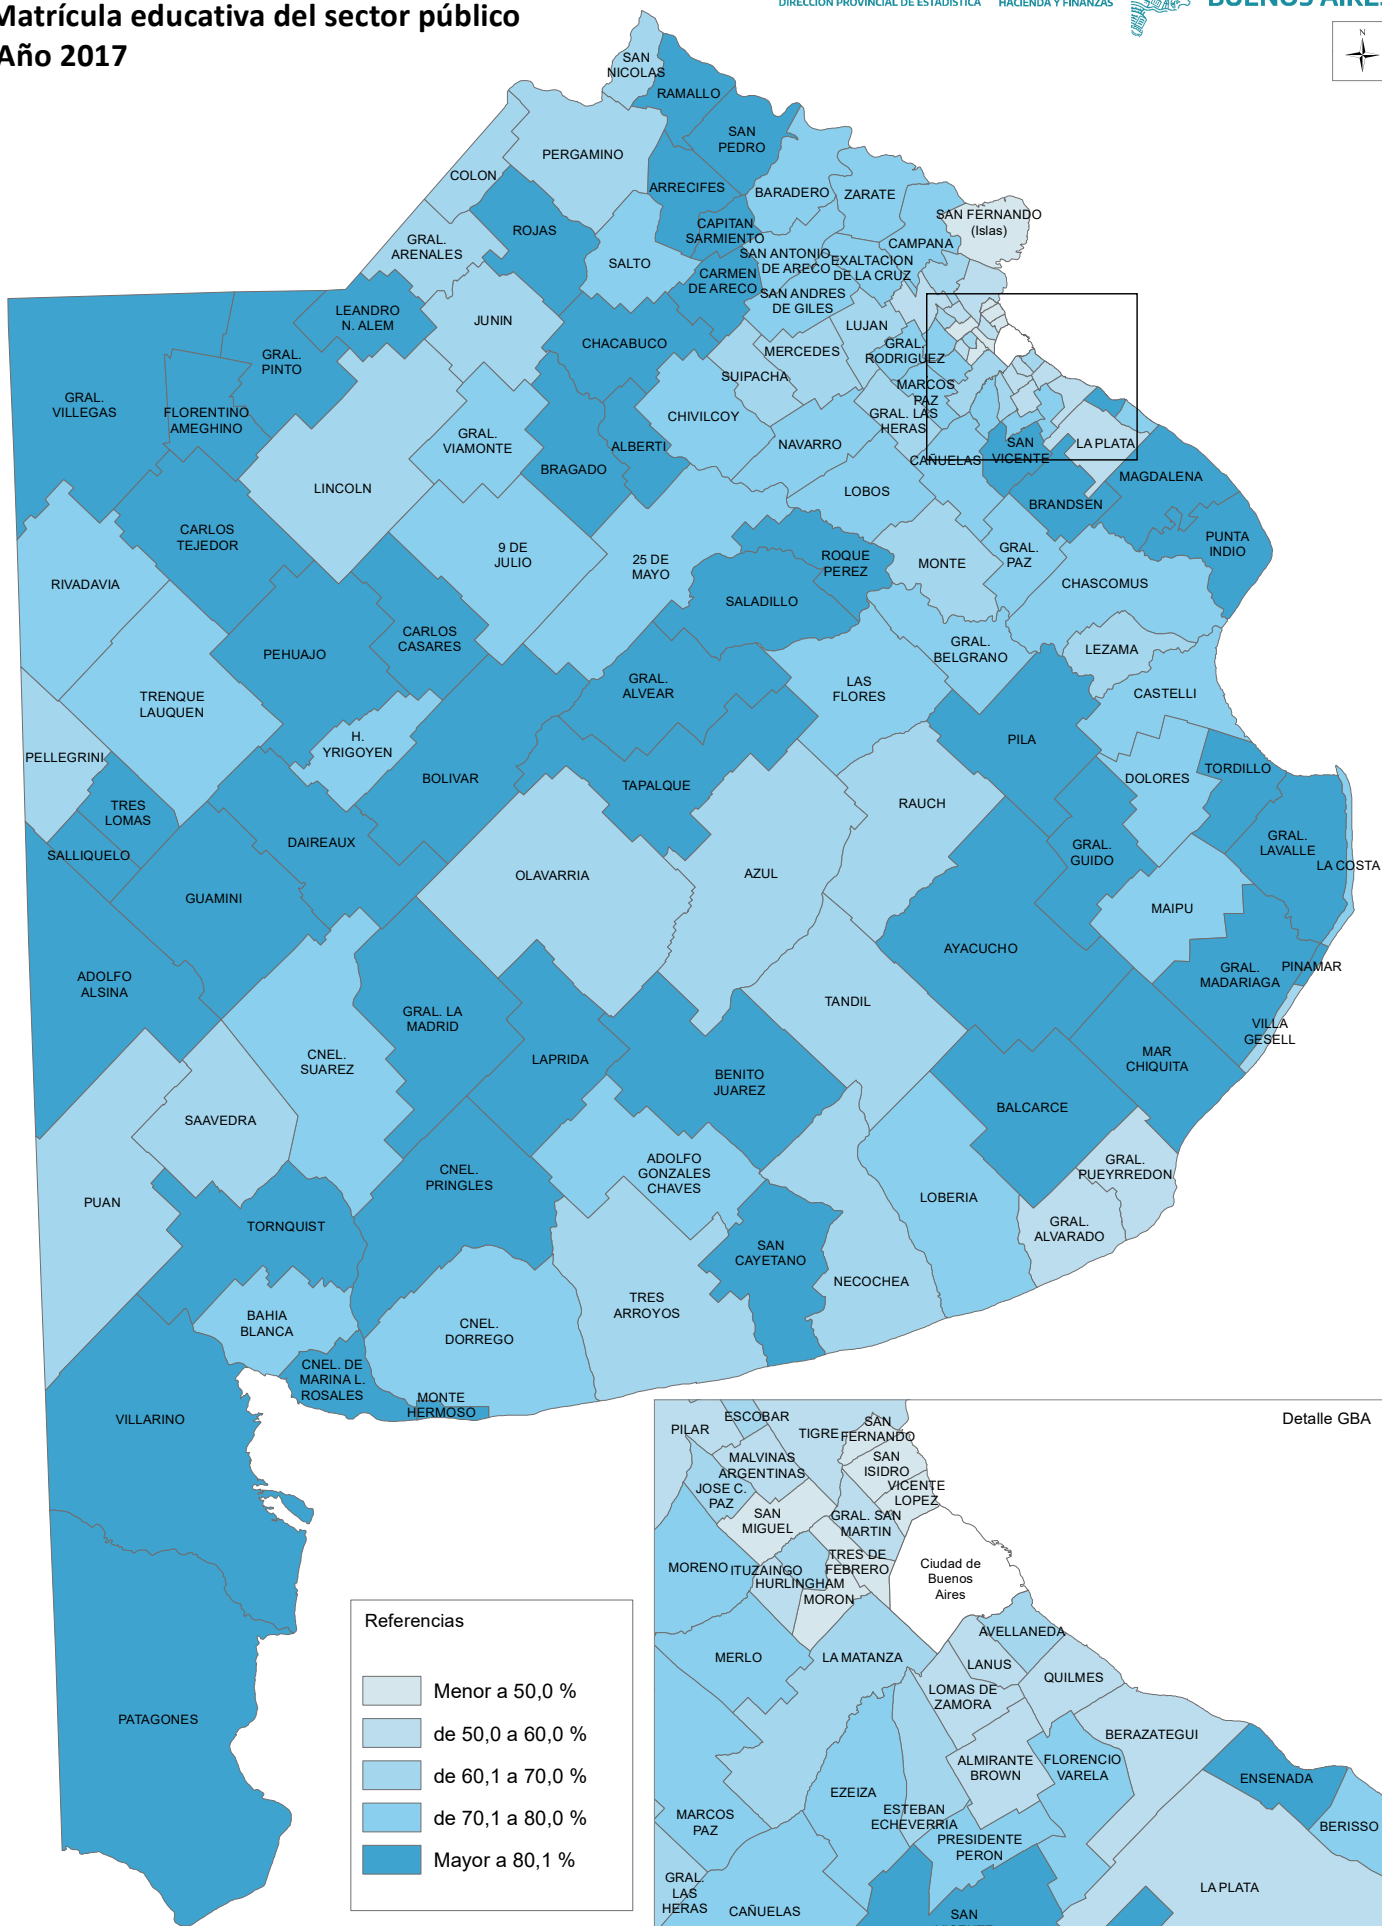 Matrícula educativa del sector público
Año 2017
DIRECCIÓN PROVINCIAL DE ESTADÍSTICA
HACIENDA Y FINANZAS
BUENOS AIRES
N
SAN
NICOLAS
RAMALLO
SAN
PEDRO
PERGAMINO
COLON
ARRECIFES
BARADERO
ZARATE
SAN FERNANDO
(Islas)
ROJAS
CAPITAN
SARMIENTO
CAMPANA
GRAL.
ARENALES
SALTO
SAN ANTONIO
DE ARECO
EXALTACION
DE LA CRUZ
CARMEN
DE ARECO
SAN ANDRES
DE GILES
LEANDRO
N. ALEM
JUNIN
LUJAN
CHACABUCO
MERCEDES
GRAL.
RODRIGUEZ
GRAL.
PINTO
SUIPACHA
MARCOS
PAZ
GRAL.
VILLEGAS
FLORENTINO
AMEGHINO
CHIVILCOY
GRAL. LAS
HERAS
GRAL.
VIAMONTE
ALBERTI
NAVARRO
SAN
VICENTE
LA PLATA
BRAGADO
CAÑUELAS
LINCOLN
LOBOS
MAGDALENA
BRANDSEN
CARLOS
TEJEDOR
9 DE
JULIO
25 DE
MAYO
ROQUE
PEREZ
MONTE
GRAL.
PAZ
PUNTA
INDIO
RIVADAVIA
CHASCOMUS
SALADILLO
CARLOS
CASARES
PEHUAJO
GRAL.
BELGRANO
LEZAMA
TRENQUE
LAUQUEN
GRAL.
ALVEAR
LAS
FLORES
CASTELLI
H.
YRIGOYEN
PILA
PELLEGRINI
BOLIVAR
TAPALQUE
DOLORES
TORDILLO
TRES
LOMAS
RAUCH
DAIREAUX
GRAL.
GUIDO
GRAL.
LAVALLE
SALLIQUELO
LA COSTA
OLAVARRIA
AZUL
GUAMINI
MAIPU
AYACUCHO
ADOLFO
ALSINA
GRAL.
MADARIAGA
PINAMAR
GRAL. LA
MADRID
TANDIL
VILLA
GESELL
CNEL.
SUAREZ
LAPRIDA
BENITO
JUAREZ
MAR
CHIQUITA
BALCARCE
SAAVEDRA
ADOLFO
GONZALES
CHAVES
GRAL.
PUEYRREDON
CNEL.
PRINGLES
PUAN
LOBERIA
TORNQUIST
GRAL.
ALVARADO
SAN
CAYETANO
NECOCHEA
TRES
ARROYOS
BAHIA
BLANCA
CNEL.
DORREGO
CNEL. DE
MARINA L.
ROSALES
MONTE
HERMOSO
VILLARINO
PATAGONES
Referencias
Menor a 50,0 %
de 50,0 a 60,0 %
de 60,1 a 70,0 %
de 70,1 a 80,0 %
Mayor a 80,1 %
Detalle GBA
PILAR
ESCOBAR
TIGRE
SAN
FERNANDO
MALVINAS
ARGENTINAS
SAN
ISIDRO
JOSE C.
PAZ
VICENTE
LOPEZ
SAN
MIGUEL
GRAL. SAN
MARTIN
TRES DE
FEBRERO
MORENO
ITUZAINGO
HURLINGHAM
MORON
Ciudad de
Buenos
Aires
AVELLANEDA
MERLO
LA MATANZA
LANUS
QUILMES
LOMAS DE
ZAMORA
BERAZATEGUI
ALMIRANTE
BROWN
FLORENCIO
VARELA
ENSENADA
EZEIZA
MARCOS
PAZ
ESTEBAN
ECHEVERRIA
BERISSO
PRESIDENTE
PERON
GRAL.
LAS
HERAS
LA PLATA
CAÑUELAS
SAN